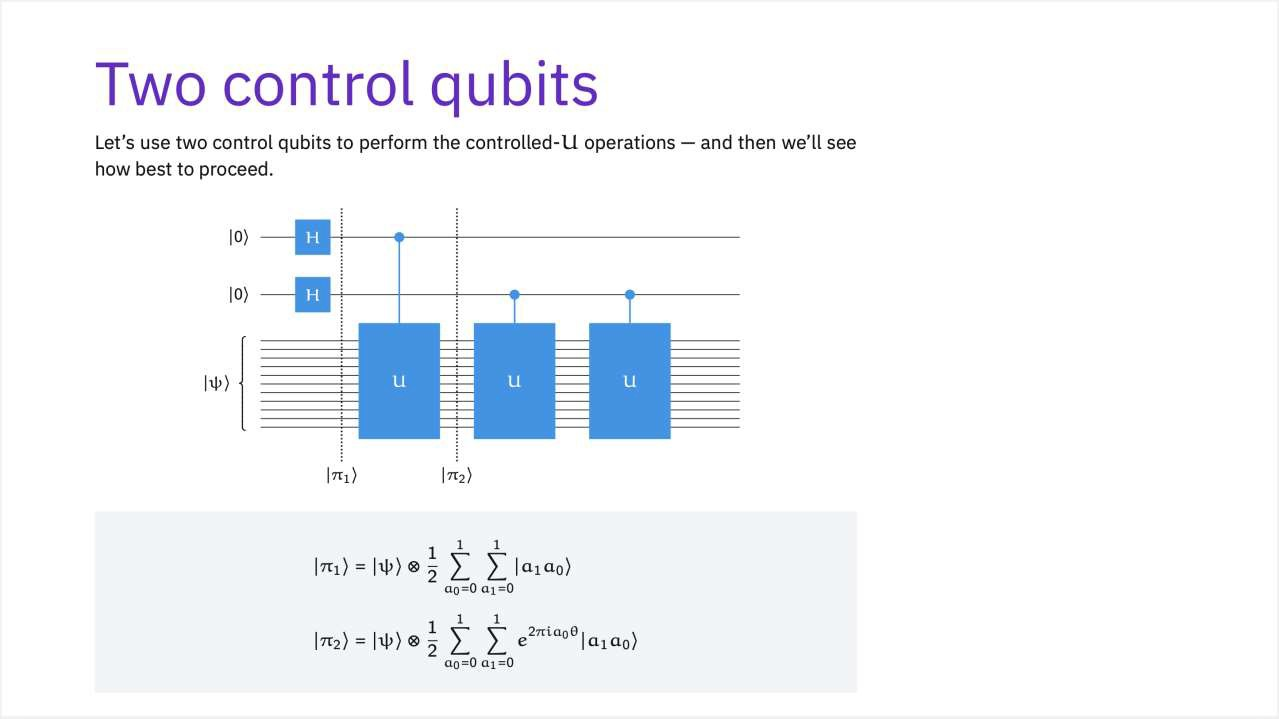 Two control qubits
Let’s use two control qubits to perform the controlled-U operations — and then we’ll see
how best to proceed.
|0⟩ H
|0⟩ H
|ψ⟩ U U U
|π₁⟩ |π₂⟩
|π₁⟩ = |ψ⟩ ⊗ 1/2 ∑_{a₀=0}^{1} ∑_{a₁=0}^{1} |a₁a₀⟩
|π₂⟩ = |ψ⟩ ⊗ 1/2 ∑_{a₀=0}^{1} ∑_{a₁=0}^{1} e^{2πia₀θ}|a₁a₀⟩